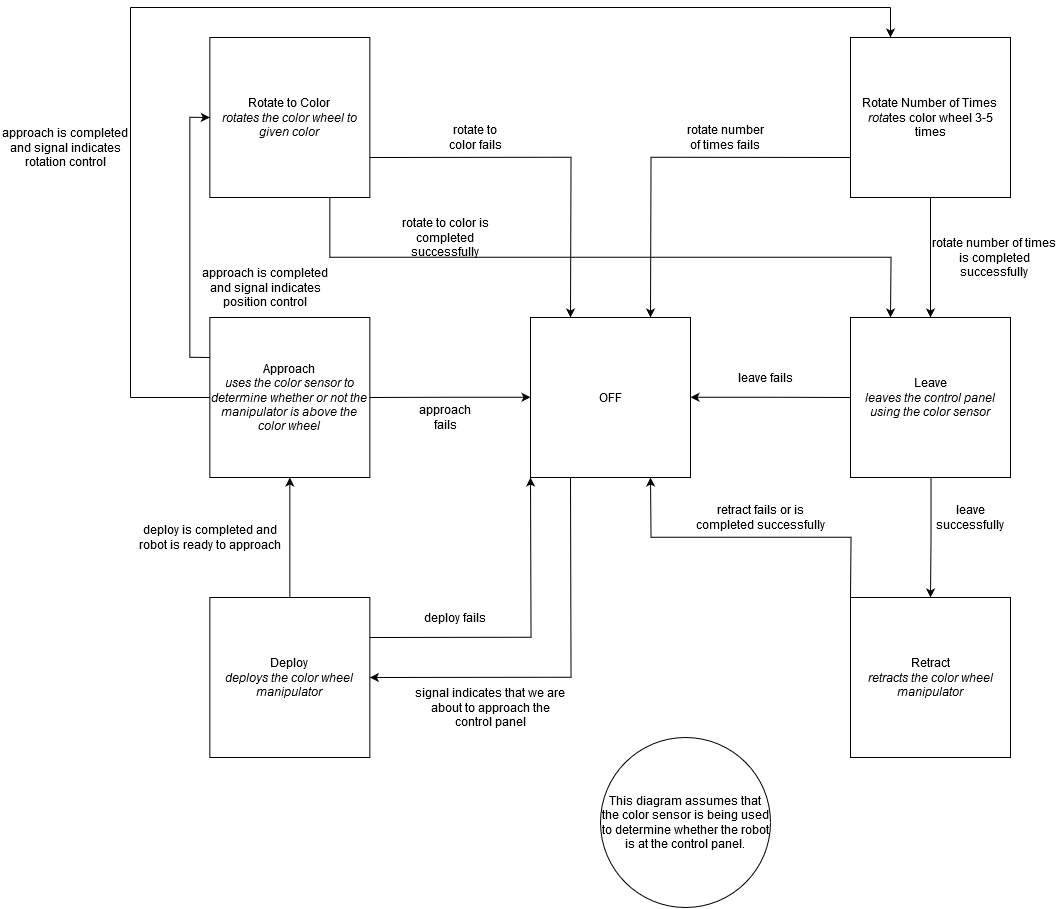 approach is completed
and signal indicates
rotation control
Rotate to Color
rotates the color wheel to
given color
rotate to
color fails
rotate number
of times fails
Rotate Number of Times
rotates color wheel 3-5
times
rotate to color is
completed
successfully
rotate number of times
is completed
successfully
approach is completed
and signal indicates
position control
Approach
uses the color sensor to
determine whether or not the
manipulator is above the
color wheel
approach
fails
OFF
leave fails
Leave
leaves the control panel
using the color sensor
deploy is completed and
robot is ready to approach
retract fails or is
completed successfully
leave
successfully
deploy fails
Deploy
deploys the color wheel
manipulator
signal indicates that we are
about to approach the
control panel
Retract
retracts the color wheel
manipulator
This diagram assumes that
the color sensor is being used
to determine whether the robot
is at the control panel.